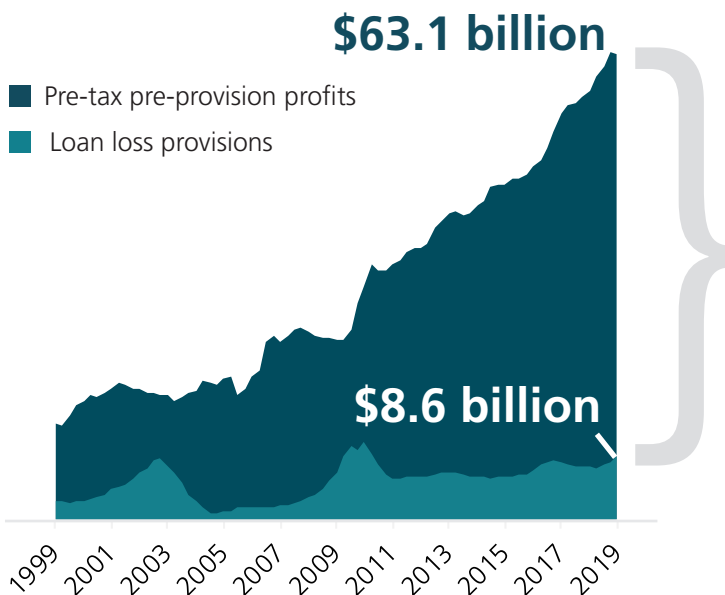 $63.1 billion
Pre-tax pre-provision profits
Loan loss provisions
$8.6 billion
1999 2001 2003 2005 2007 2009 2011 2013 2015 2017 2019